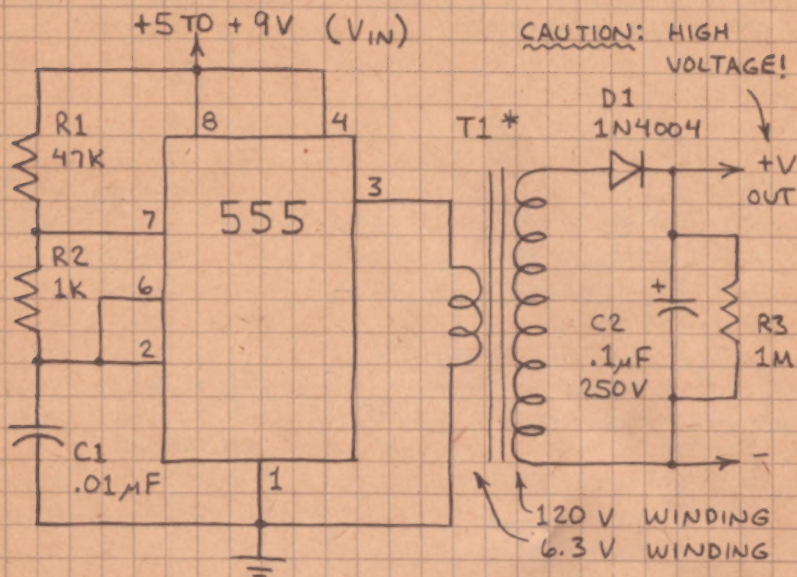 +5 TO +9V (VIN)
CAUTION: HIGH
VOLTAGE!
R1
47K
8
4
T1*
D1
1N4004
3
+V
OUT
7
555
R2
1K
6
2
+
C2
.1µF
250V
R3
1M
C1
.01µF
1
-
120 V WINDING
6.3 V WINDING